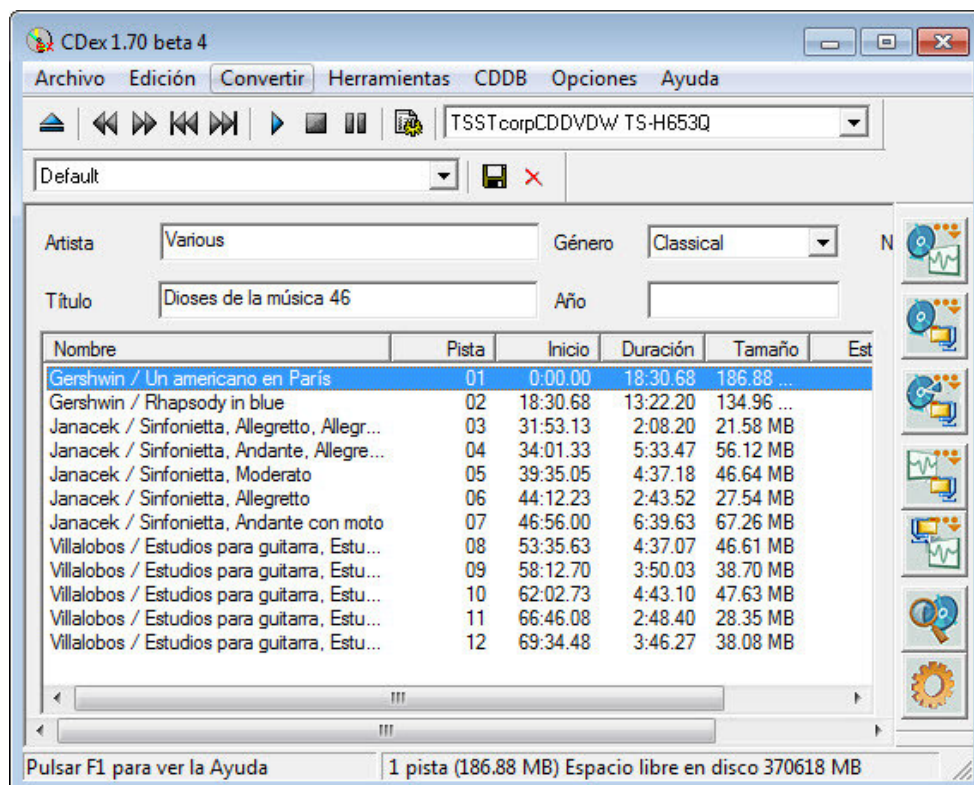 CDex 1.70 beta 4
Archivo Edición Convertir Herramientas CDDB Opciones Ayuda
TSSTcorpCDDVDW TS-H653Q
Default
Artista Various Género Classical N
Título Dioses de la música 46 Año
Nombre Pista Inicio Duración Tamaño Est
Gershwin / Un americano en París 01 0:00.00 18:30.68 186.88 ...
Gershwin / Rhapsody in blue 02 18:30.68 13:22.20 134.96 ...
Janacek / Sinfonietta, Allegretto, Allegr... 03 31:53.13 2:08.20 21.58 MB
Janacek / Sinfonietta, Andante, Allegre... 04 34:01.33 5:33.47 56.12 MB
Janacek / Sinfonietta, Moderato 05 39:35.05 4:37.18 46.64 MB
Janacek / Sinfonietta, Allegretto 06 44:12.23 2:43.52 27.54 MB
Janacek / Sinfonietta, Andante con moto 07 46:56.00 6:39.63 67.26 MB
Villalobos / Estudios para guitarra, Estu... 08 53:35.63 4:37.07 46.61 MB
Villalobos / Estudios para guitarra, Estu... 09 58:12.70 3:50.03 38.70 MB
Villalobos / Estudios para guitarra, Estu... 10 62:02.73 4:43.10 47.63 MB
Villalobos / Estudios para guitarra, Estu... 11 66:46.08 2:48.40 28.35 MB
Villalobos / Estudios para guitarra, Estu... 12 69:34.48 3:46.27 38.08 MB
Pulsar F1 para ver la Ayuda 1 pista (186.88 MB) Espacio libre en disco 370618 MB